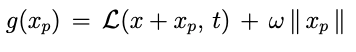 g(x_p) = ℒ(x + x_p, t) + ω ‖ x_p ‖